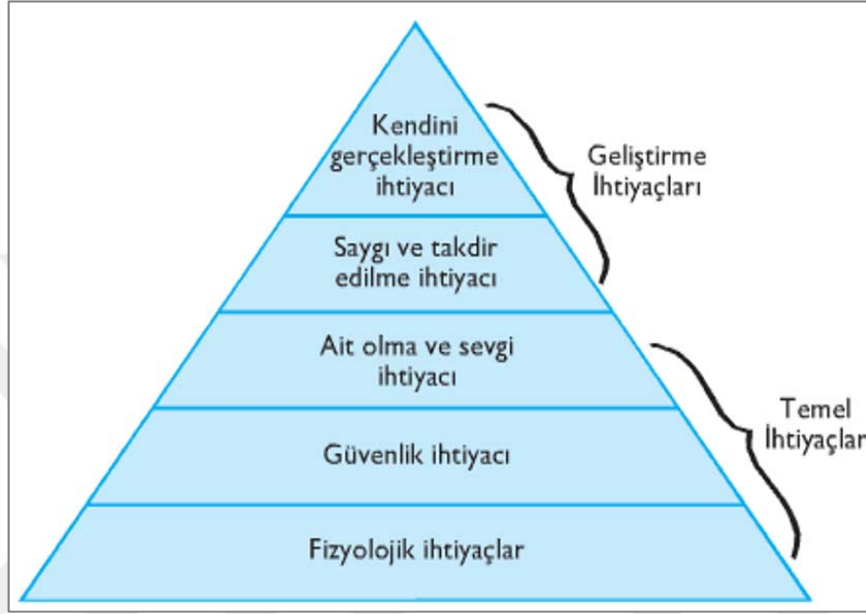 Kendini
gerçekleştirme
ihtiyacı
Geliştirme
İhtiyaçları
Saygı ve takdir
edilme ihtiyacı
Ait olma ve sevgi
ihtiyacı
Temel
İhtiyaçlar
Güvenlik ihtiyacı
Fizyolojik ihtiyaçlar